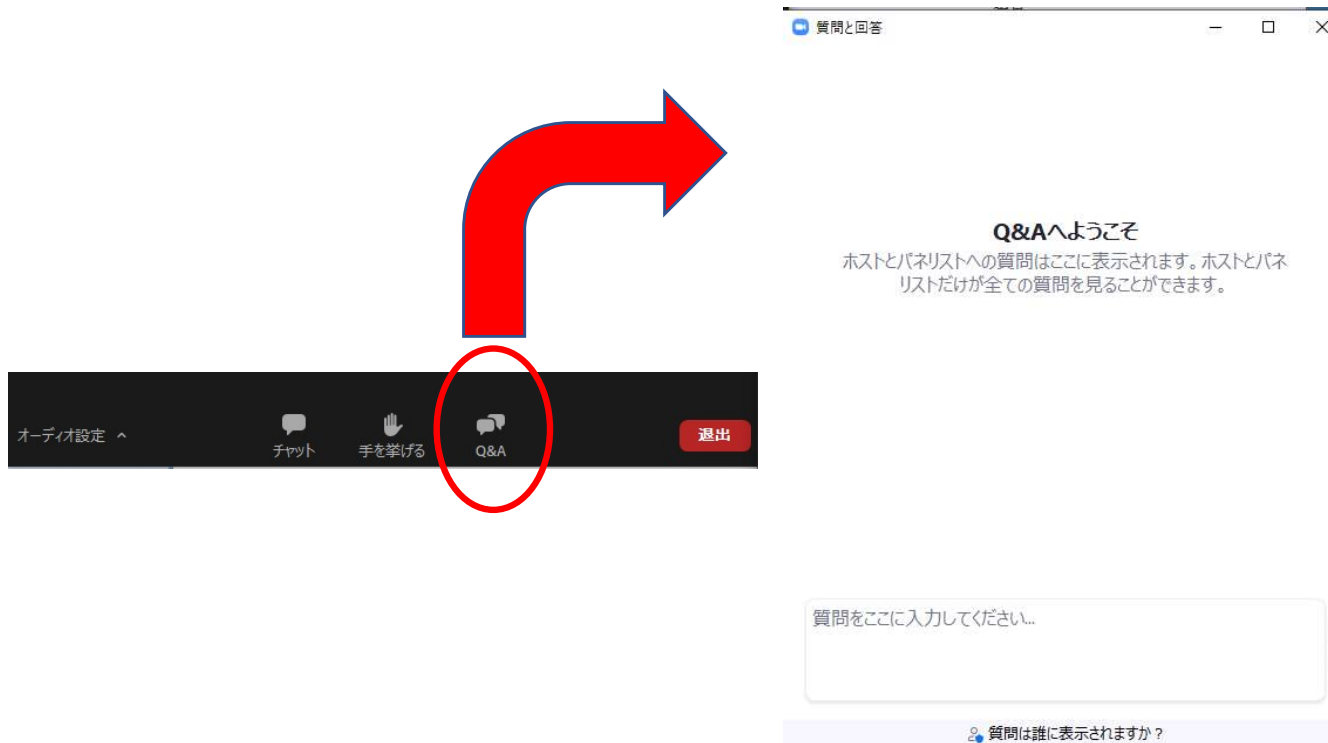 質問と回答
Q&Aへようこそ
ホストとパネリストへの質問はここに表示されます。ホストとパネ
リストだけが全ての質問を見ることができます。
オーディオ設定
チャット
手を挙げる
Q&A
退出
質問をここに入力してください...
質問は誰に表示されますか？